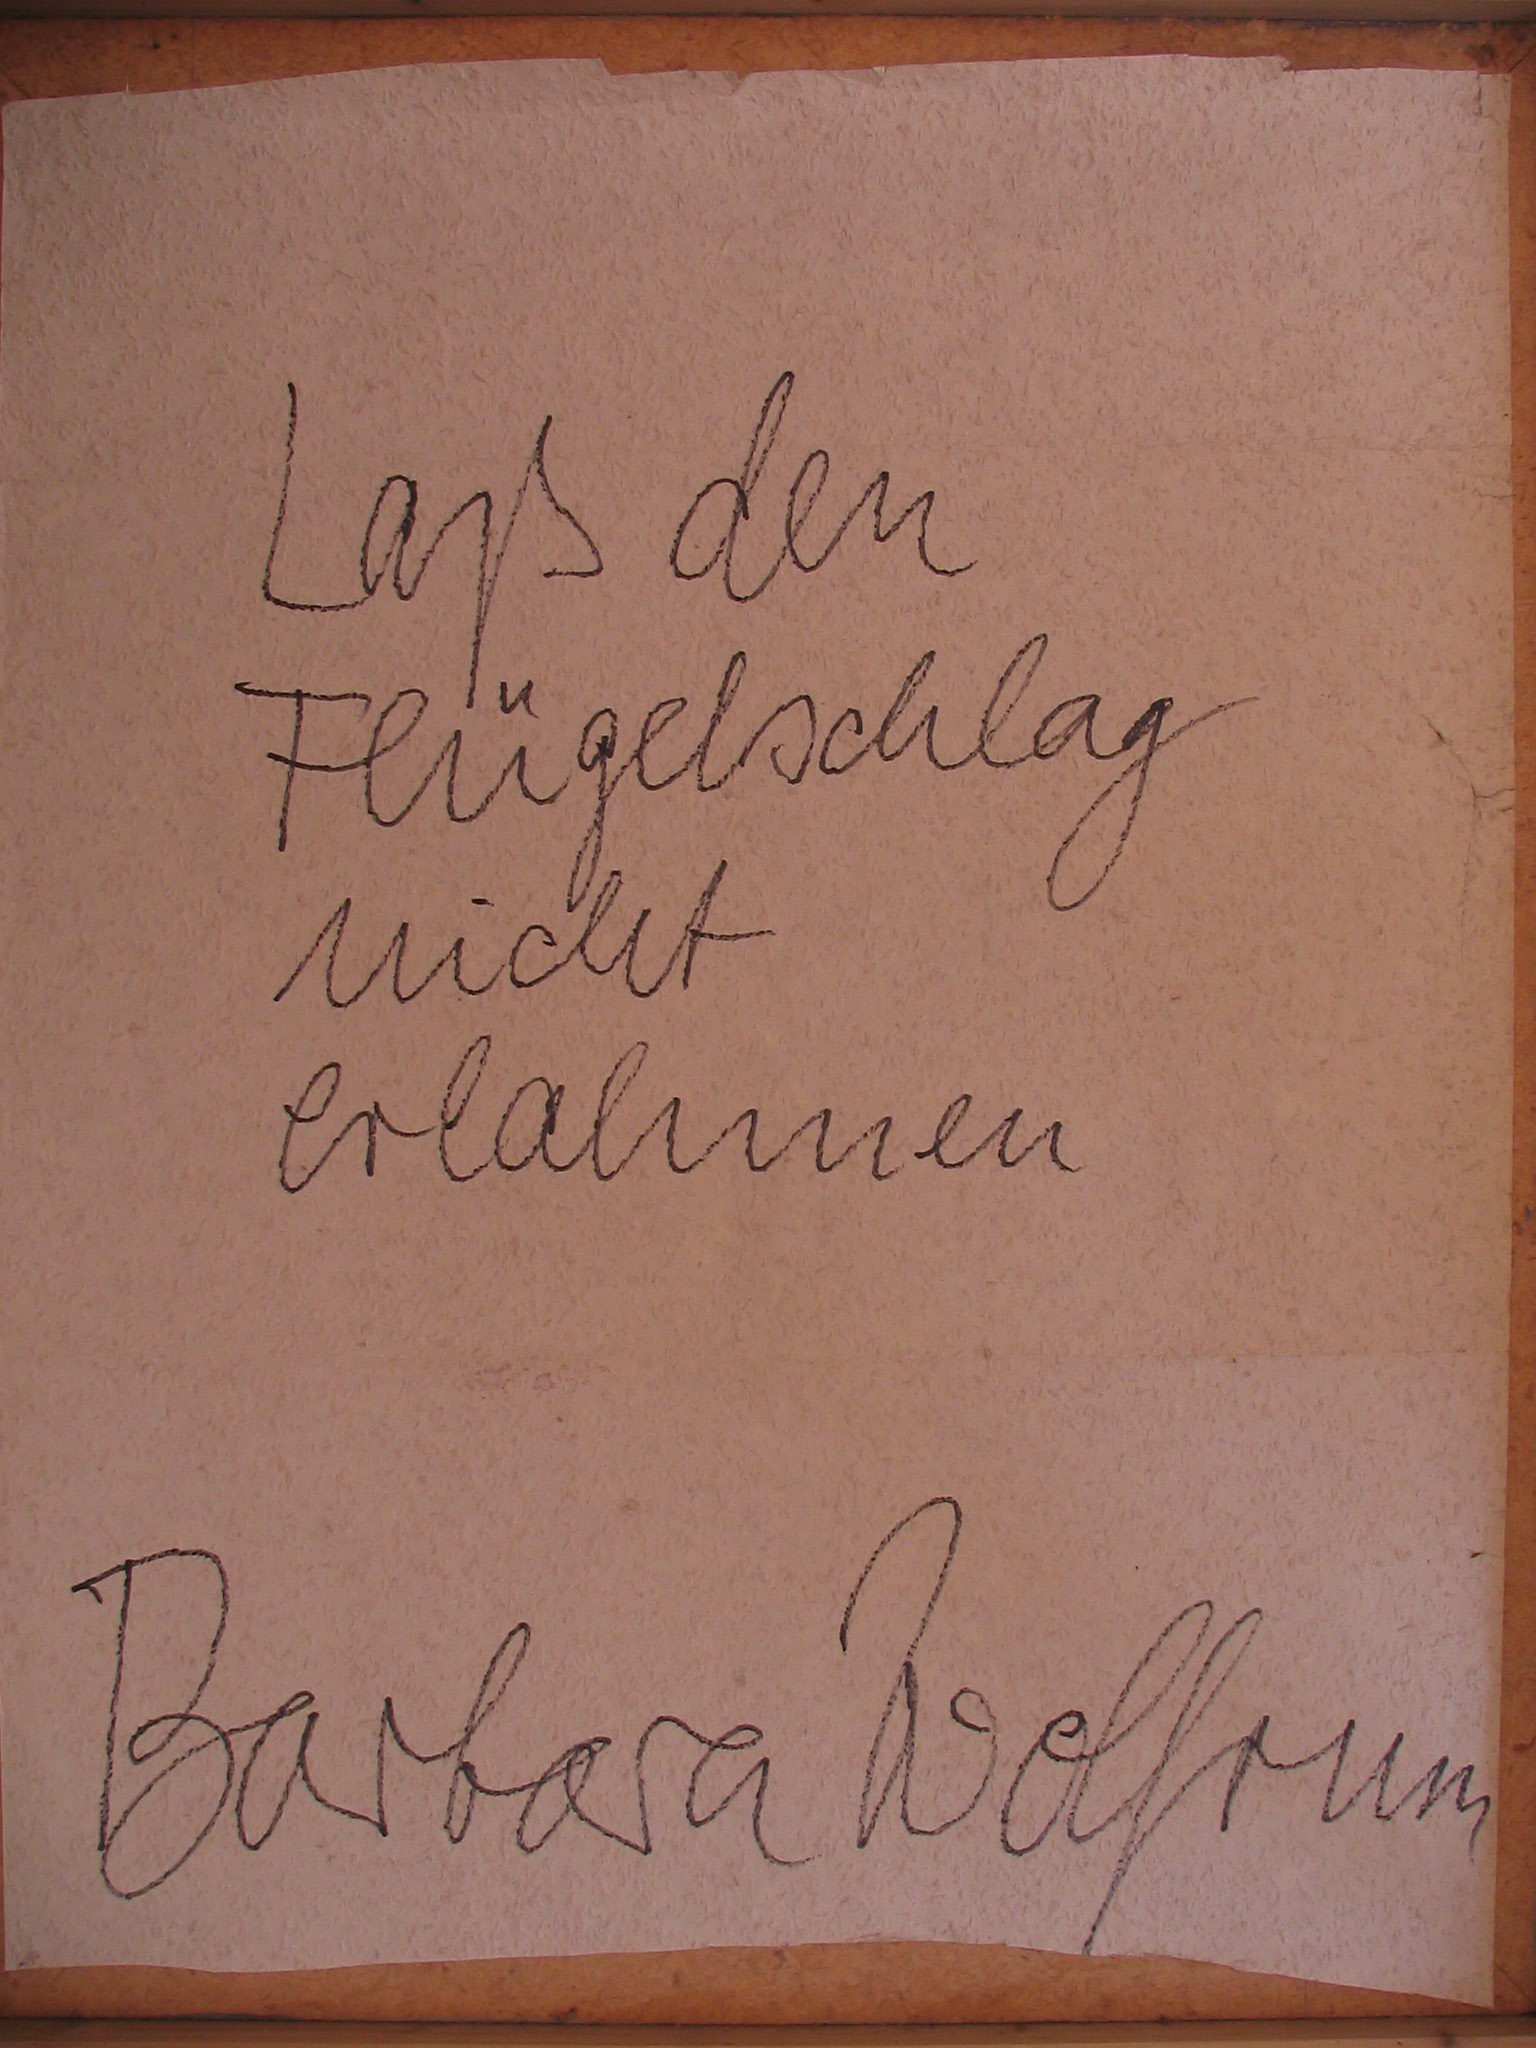 Laß den
Flügelschlag
nicht
erlahmen
Barbara Wolfrum